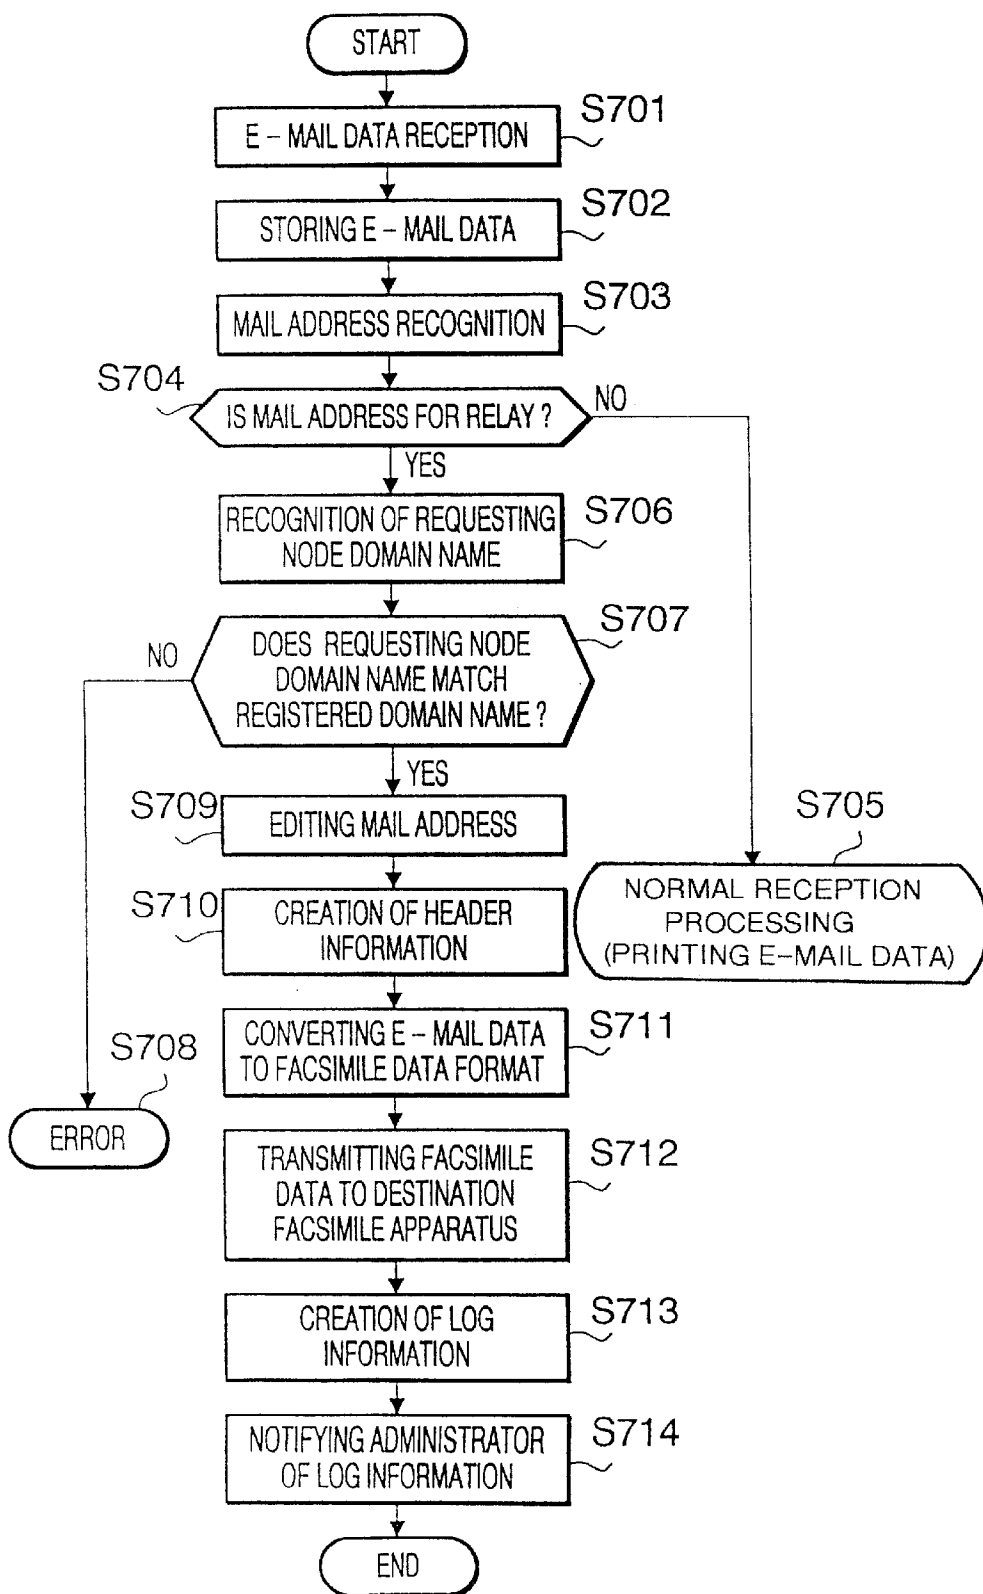 START
E-MAIL DATA RECEPTION
S701
STORING E-MAIL DATA
S702
MAIL ADDRESS RECOGNITION
S703
S704
IS MAIL ADDRESS FOR RELAY ?
NO
YES
RECOGNITION OF REQUESTING
NODE DOMAIN NAME
S706
DOES REQUESTING NODE
DOMAIN NAME MATCH
REGISTERED DOMAIN NAME ?
S707
NO
YES
S709
EDITING MAIL ADDRESS
S705
NORMAL RECEPTION
PROCESSING
(PRINTING E-MAIL DATA)
S710
CREATION OF HEADER
INFORMATION
CONVERTING E-MAIL DATA
TO FACSIMILE DATA FORMAT
S711
S708
ERROR
TRANSMITTING FACSIMILE
DATA TO DESTINATION
FACSIMILE APPARATUS
S712
CREATION OF LOG
INFORMATION
S713
NOTIFYING ADMINISTRATOR
OF LOG INFORMATION
S714
END